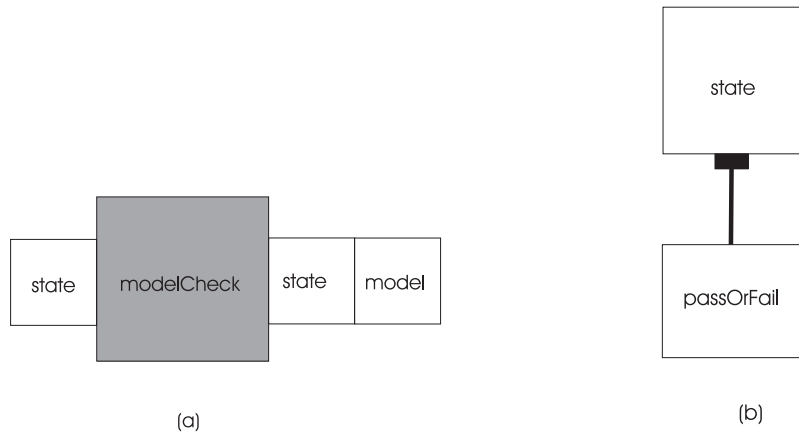 state
modelCheck
state
model
(a)
state
passOrFail
(b)